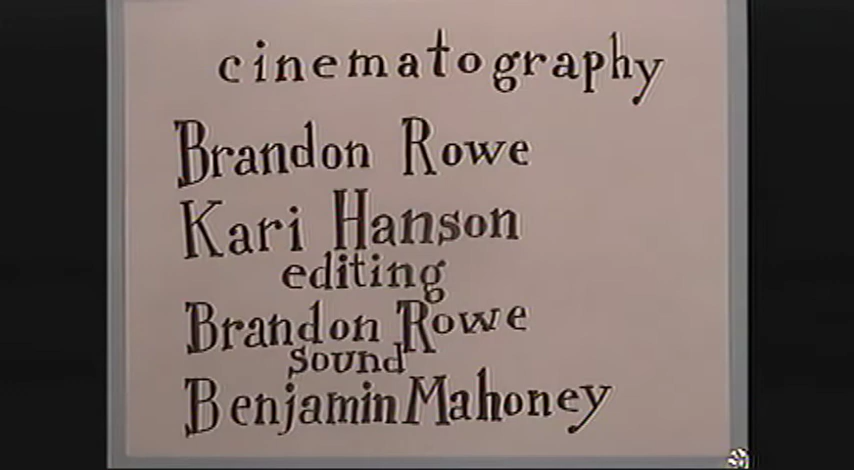 cinematography
Brandon Rowe
Kari Hanson
editing
Brandon Rowe
sound
Benjamin Mahoney